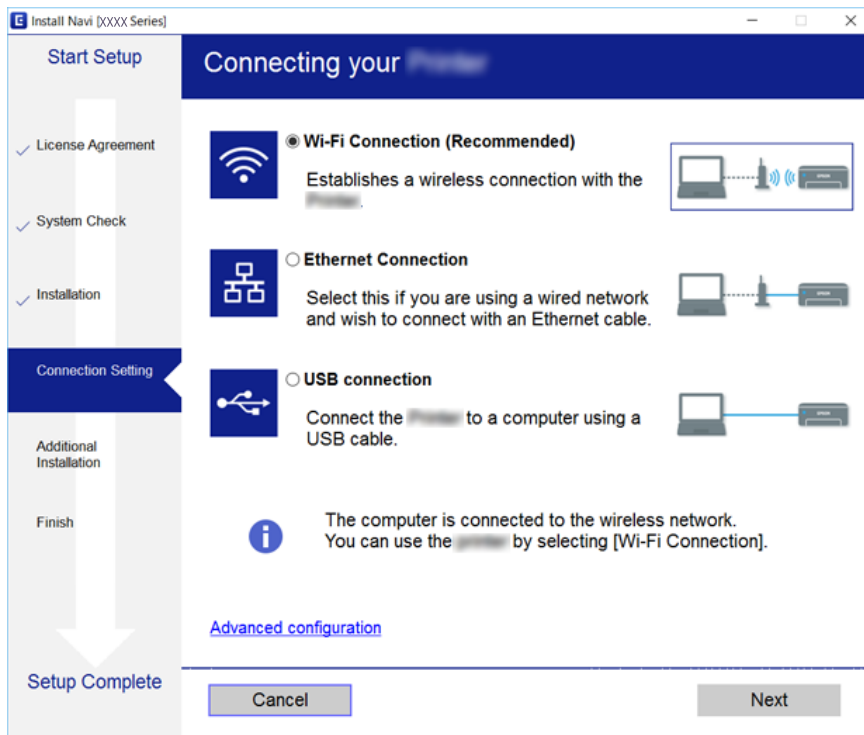 Install Navi [XXXX Series]
Start Setup
License Agreement
System Check
Installation
Connection Setting
Additional
Installation
Finish
Setup Complete
Connecting your
Wi-Fi Connection (Recommended)
Establishes a wireless connection with the
.
Ethernet Connection
Select this if you are using a wired network
and wish to connect with an Ethernet cable.
USB connection
Connect the to a computer using a
USB cable.
The computer is connected to the wireless network.
You can use the by selecting [Wi-Fi Connection].
Advanced configuration
Cancel
Next